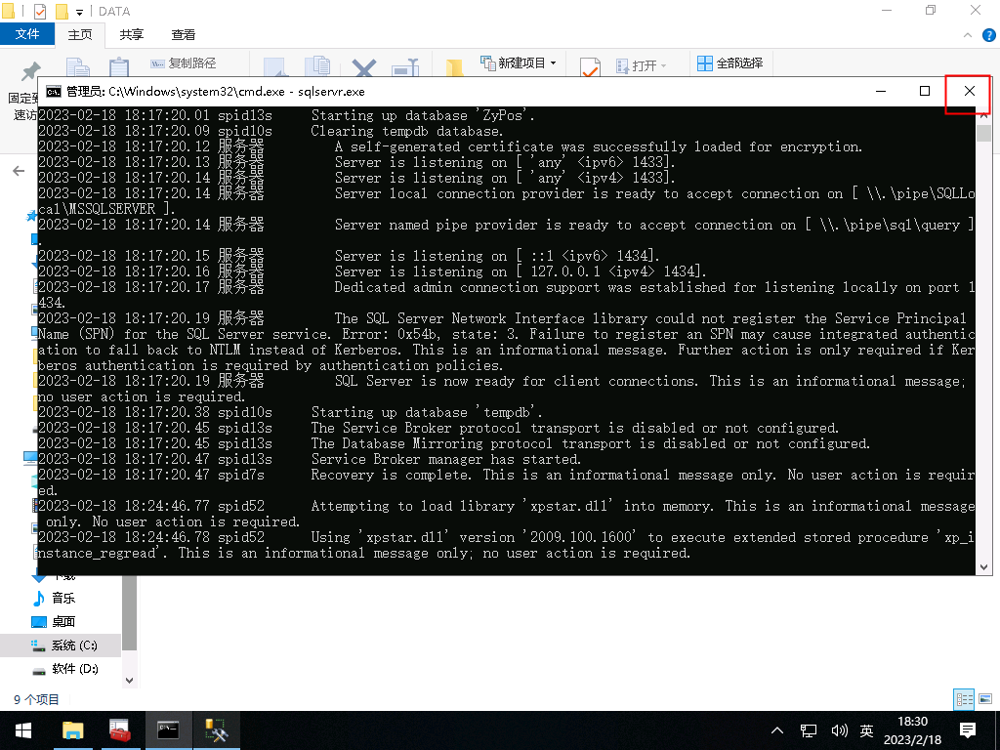 DATA
文件
主页
共享
查看
复制路径
新建项目
打开
全部选择
固定到
速访
管理员: C:\Windows\system32\cmd.exe - sqlservr.exe
2023-02-18 18:17:20.01 spid13s     Starting up database 'ZyPos'.
2023-02-18 18:17:20.09 spid10s     Clearing tempdb database.
2023-02-18 18:17:20.12 服务器         A self-generated certificate was successfully loaded for encryption.
2023-02-18 18:17:20.13 服务器         Server is listening on [ 'any' <ipv6> 1433].
2023-02-18 18:17:20.14 服务器         Server is listening on [ 'any' <ipv4> 1433].
2023-02-18 18:17:20.14 服务器         Server local connection provider is ready to accept connection on [ \\.\pipe\SQLLo
cal\MSSQLSERVER ].
2023-02-18 18:17:20.14 服务器         Server named pipe provider is ready to accept connection on [ \\.\pipe\sql\query ]
.
2023-02-18 18:17:20.15 服务器         Server is listening on [ ::1 <ipv6> 1434].
2023-02-18 18:17:20.16 服务器         Server is listening on [ 127.0.0.1 <ipv4> 1434].
2023-02-18 18:17:20.17 服务器         Dedicated admin connection support was established for listening locally on port 1
434.
2023-02-18 18:17:20.19 服务器         The SQL Server Network Interface library could not register the Service Principal
Name (SPN) for the SQL Server service. Error: 0x54b, state: 3. Failure to register an SPN may cause integrated authentic
ation to fall back to NTLM instead of Kerberos. This is an informational message. Further action is only required if Ker
beros authentication is required by authentication policies.
2023-02-18 18:17:20.19 服务器         SQL Server is now ready for client connections. This is an informational message;
no user action is required.
2023-02-18 18:17:20.38 spid10s     Starting up database 'tempdb'.
2023-02-18 18:17:20.45 spid13s     The Service Broker protocol transport is disabled or not configured.
2023-02-18 18:17:20.45 spid13s     The Database Mirroring protocol transport is disabled or not configured.
2023-02-18 18:17:20.47 spid13s     Service Broker manager has started.
2023-02-18 18:17:20.47 spid7s      Recovery is complete. This is an informational message only. No user action is requir
ed.
2023-02-18 18:24:46.77 spid52      Attempting to load library 'xpstar.dll' into memory. This is an informational message
only. No user action is required.
2023-02-18 18:24:46.78 spid52      Using 'xpstar.dll' version '2009.100.1600' to execute extended stored procedure 'xp_i
nstance_regread'. This is an informational message only; no user action is required.
下载
音乐
桌面
系统 (C:)
软件 (D:)
9 个项目
英
18:30
2023/2/18